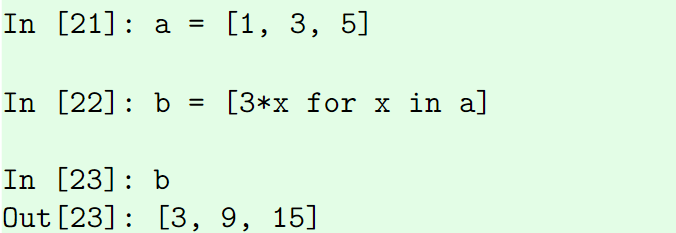 In [21]: a = [1, 3, 5]
In [22]: b = [3*x for x in a]
In [23]: b
Out[23]: [3, 9, 15]